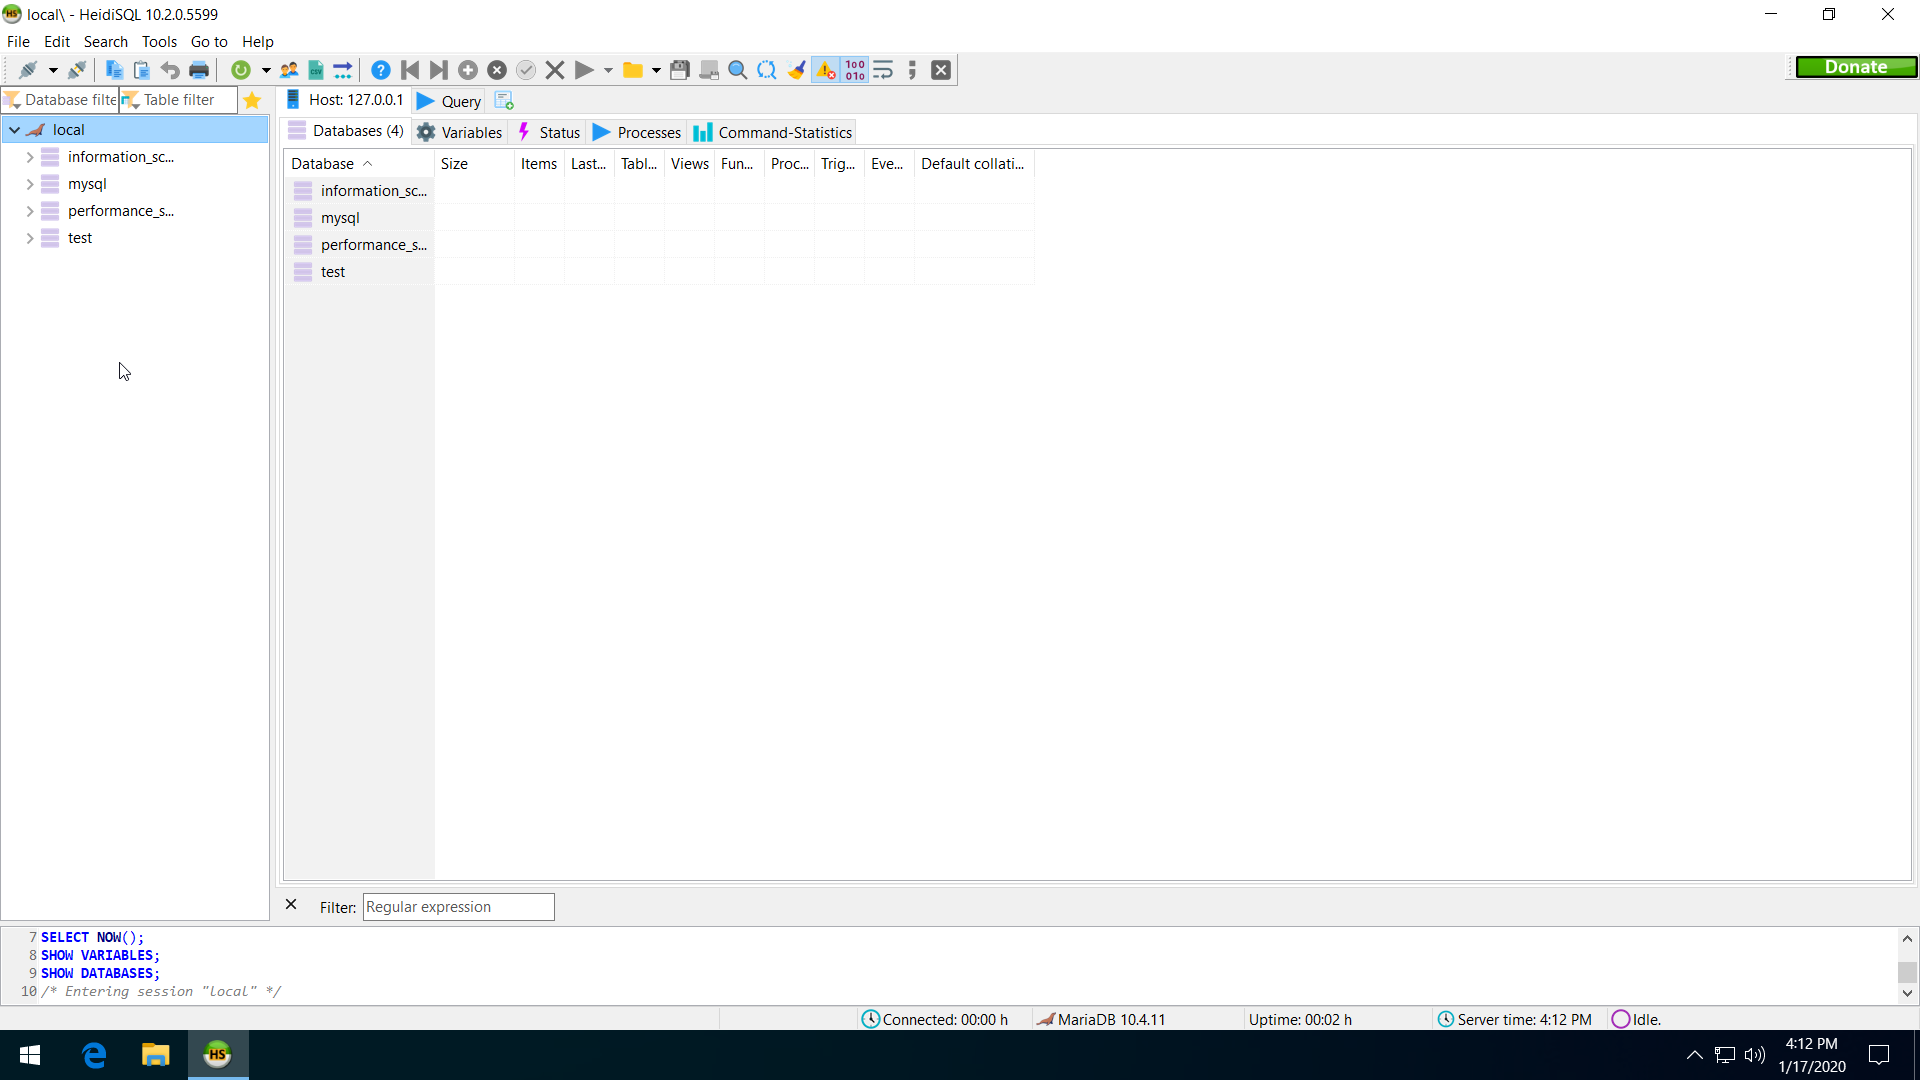 local\ - HeidiSQL 10.2.0.5599
File Edit Search Tools Go to Help
Donate
Database filte Table filter Host: 127.0.0.1 Query
Databases (4) Variables Status Processes Command-Statistics
local
information_sc...
mysql
performance_s...
test
Database Size Items Last... Tabl... Views Fun... Proc... Trig... Eve... Default collati...
information_sc...
mysql
performance_s...
test
Filter: Regular expression
7 SELECT NOW();
8 SHOW VARIABLES;
9 SHOW DATABASES;
10 /* Entering session "local" */
Connected: 00:00 h MariaDB 10.4.11 Uptime: 00:02 h Server time: 4:12 PM Idle.
HS
4:12 PM
1/17/2020